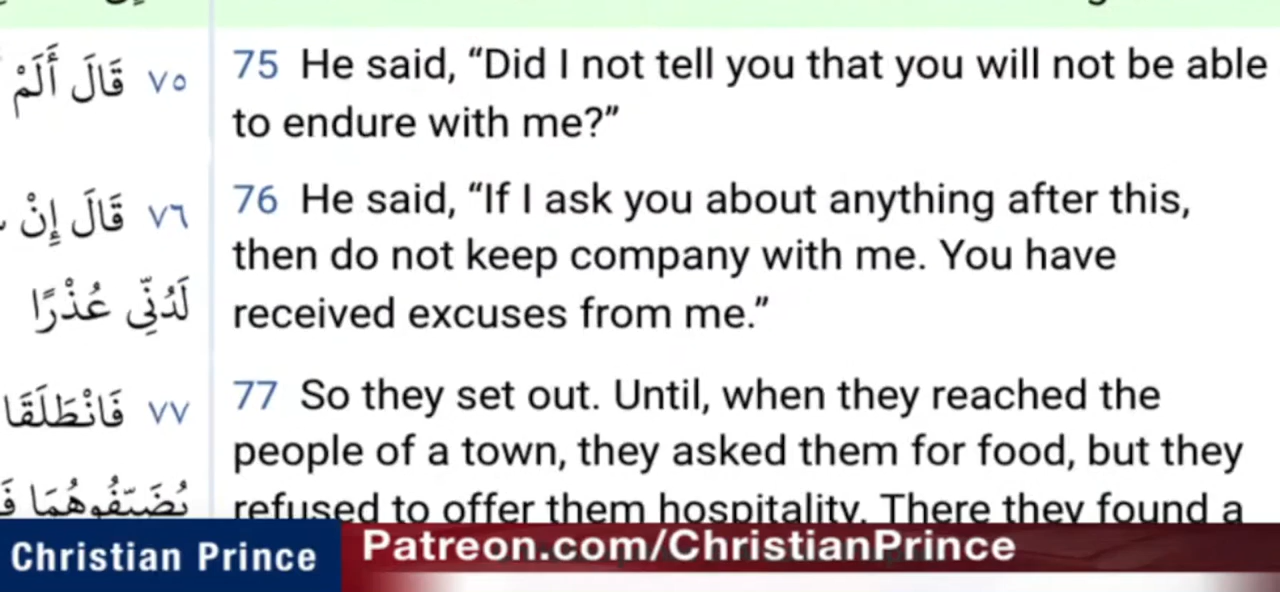 75 He said, “Did I not tell you that you will not be able
to endure with me?”
٧٥ قَالَ أَلَمْ
76 He said, “If I ask you about anything after this,
then do not keep company with me. You have
received excuses from me.”
٧٦ قَالَ إِنْ
لَدُنِّي عُذْرًا
77 So they set out. Until, when they reached the
people of a town, they asked them for food, but they
refused to offer them hospitality. There they found a
٧٧ فَانْطَلَقَا
يُضَيِّفُوهُمَا
Christian Prince
Patreon.com/ChristianPrince